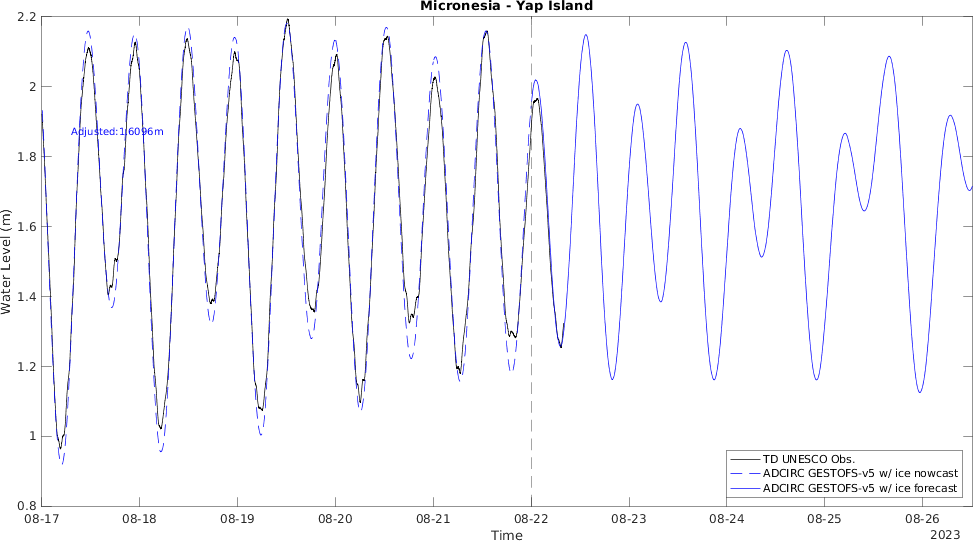 Micronesia - Yap Island
2.2
2
1.8
1.6
1.4
1.2
1
0.8
Water Level (m)
Adjusted:1.6096m
TD UNESCO Obs.
ADCIRC GESTOFS-v5 w/ ice nowcast
ADCIRC GESTOFS-v5 w/ ice forecast
08-17 08-18 08-19 08-20 08-21 08-22 08-23 08-24 08-25 08-26
Time
2023